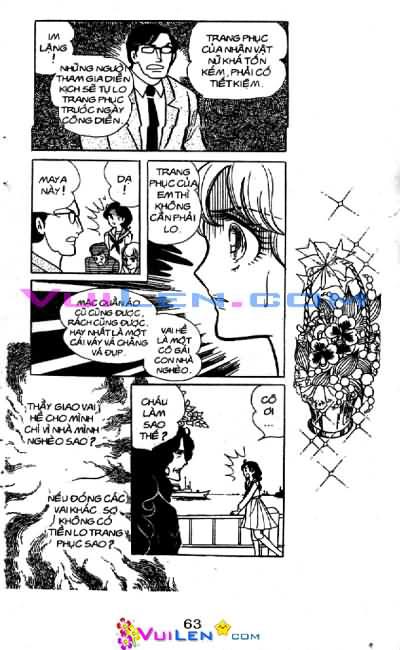 IM
LẶNG!
NHỮNG NGƯỜI
THAM GIA DIỄN
KỊCH SẼ TỰ LO
TRANG PHỤC
TRƯỚC NGÀY
CÔNG DIỄN.
TRANG PHỤC
CỦA NHÂN VẬT
NỮ KHÁ TỐN
KÉM, PHẢI CÓ
TIẾT KIỆM.
MAYA
NÀY!
DẠ!
TRANG
PHỤC CỦA
EM THÌ
KHÔNG
CẦN PHẢI
LO.
MẶC QUẦN ÁO
CŨ CŨNG ĐƯỢC.
RÁCH CŨNG ĐƯỢC.
HAY NHẤT LÀ MỘT
CÁI VÁY VÁ CHẰNG
VÁ ĐỤP.
VAI HỀ
LÀ MỘT
CÔ GÁI
CON NHÀ
NGHÈO.
VUILEN.COM
THẦY GIAO VAI
HỀ CHO MÌNH
CHỈ VÌ NHÀ MÌNH
NGHÈO SAO?
NẾU ĐÓNG CÁC
VAI KHÁC SỢ
KHÔNG CÓ
TIỀN LO TRANG
PHỤC SAO?
CHÁU
LÀM
SAO
THẾ?
CÔ
ƠI
...
63
VUILEN.COM